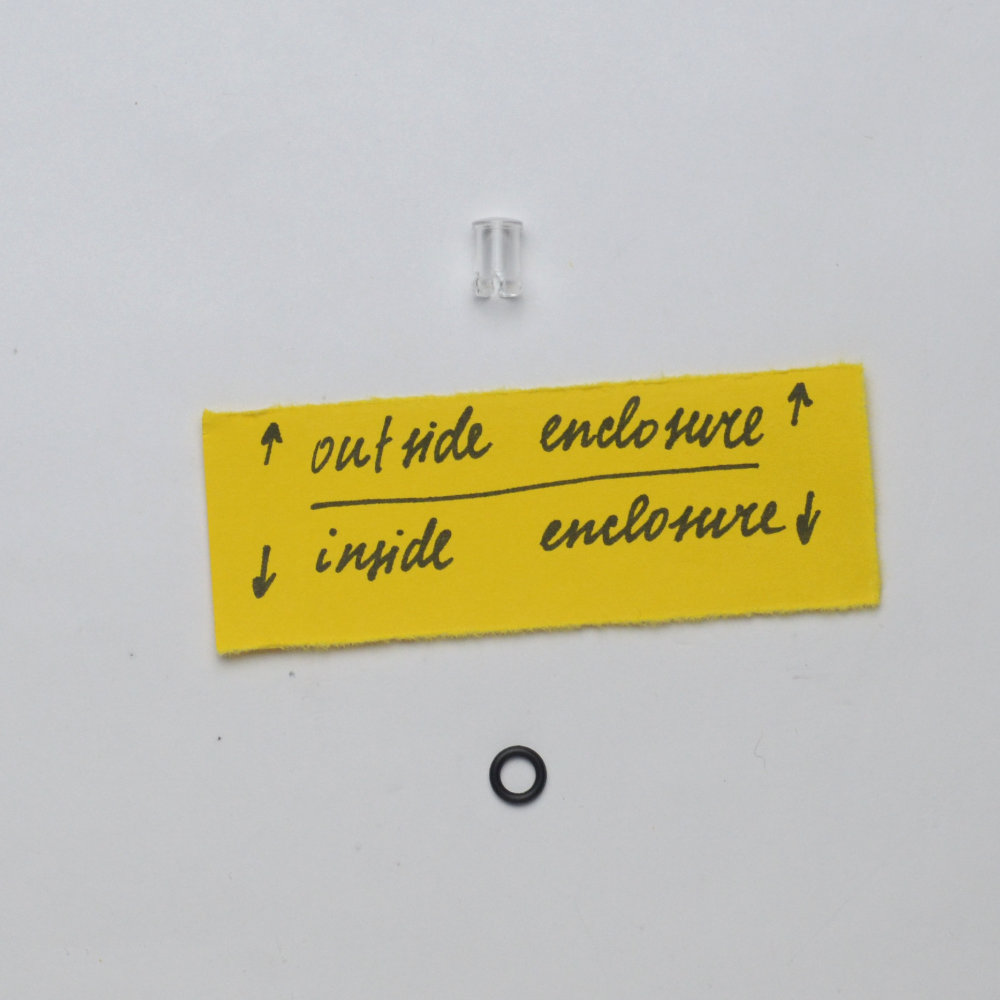 ↑ outside enclosure ↑
↓ inside enclosure ↓